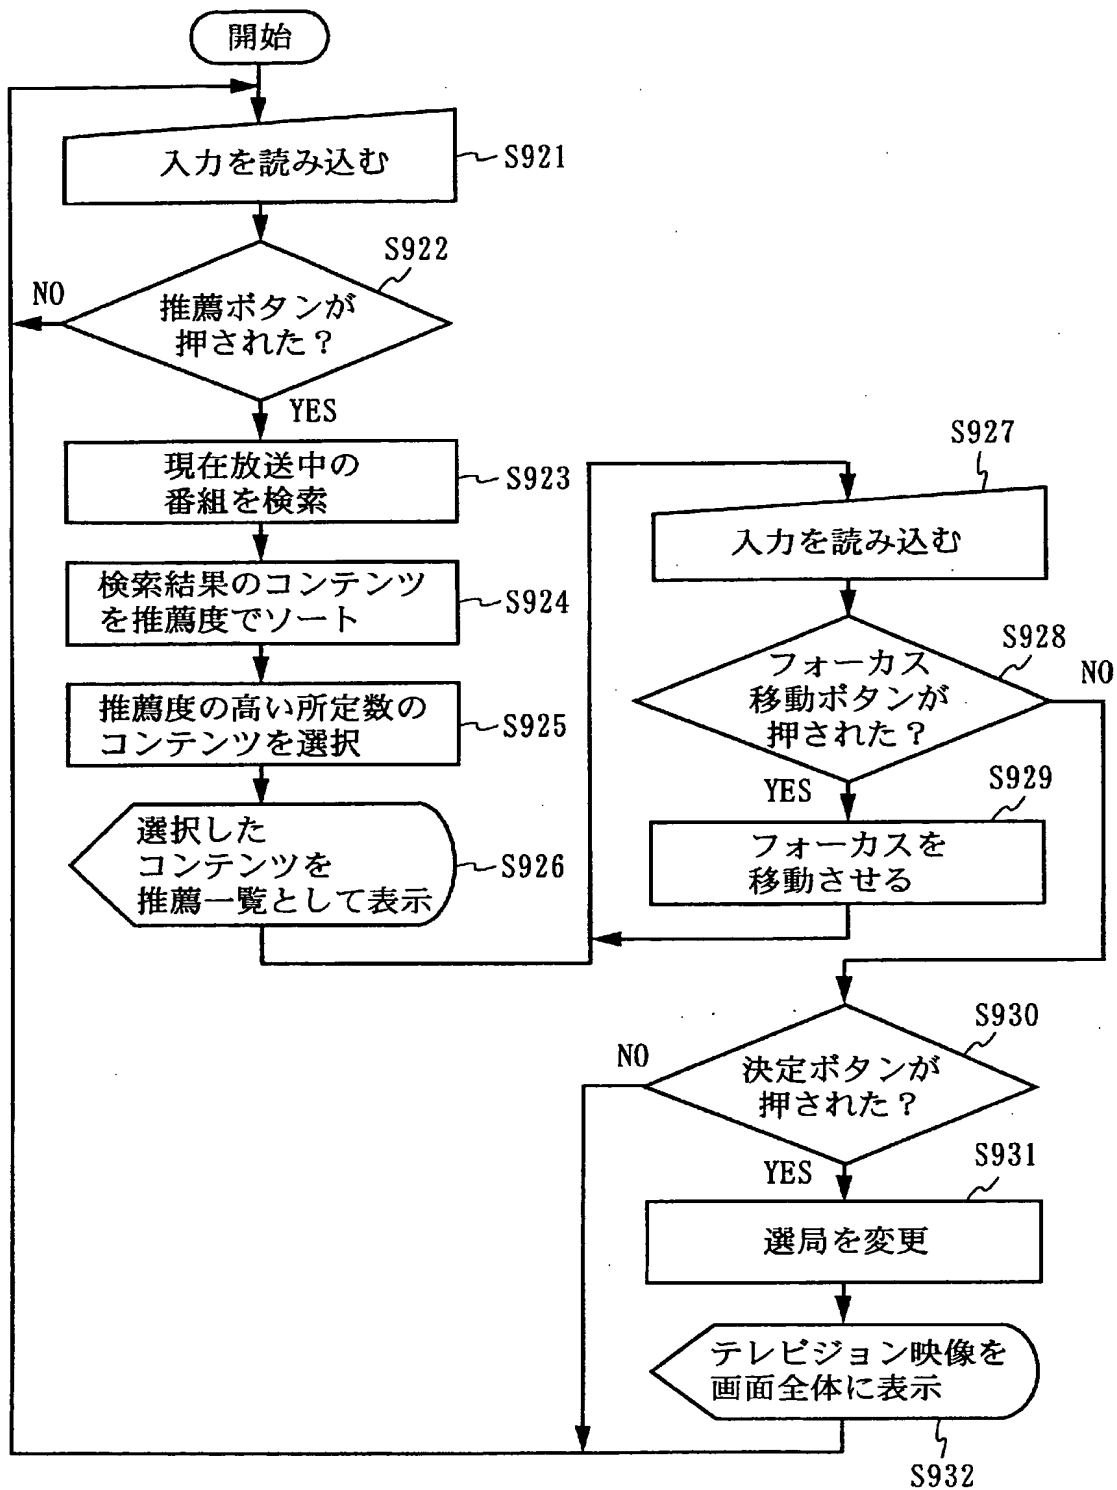 開始
入力を読み込む
S921
S922
NO
推薦ボタンが
押された？
YES
現在放送中の
番組を検索
S923
検索結果のコンテンツ
を推薦度でソート
S924
推薦度の高い所定数の
コンテンツを選択
S925
選択した
コンテンツを
推薦一覧として表示
S926
S927
入力を読み込む
S928
フォーカス
移動ボタンが
押された？
NO
YES
S929
フォーカスを
移動させる
S930
NO
決定ボタンが
押された？
YES
S931
選局を変更
テレビジョン映像を
画面全体に表示
S932